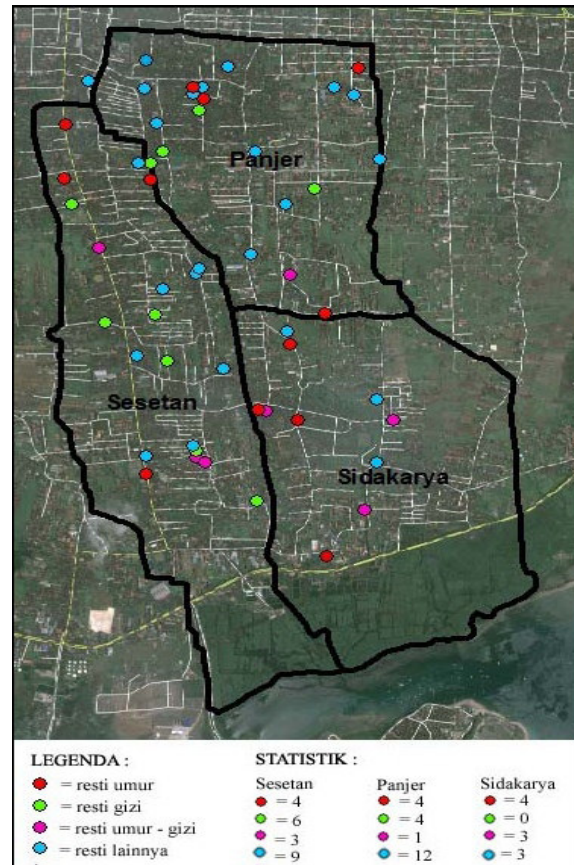 Panjer
Sesetan
Sidakarya
LEGENDA :
= resti umur
= resti gizi
= resti umur - gizi
= resti lainnya
STATISTIK :
Sesetan Panjer Sidakarya
= 4 = 4 = 4
= 6 = 4 = 0
= 3 = 1 = 3
= 9 = 12 = 3